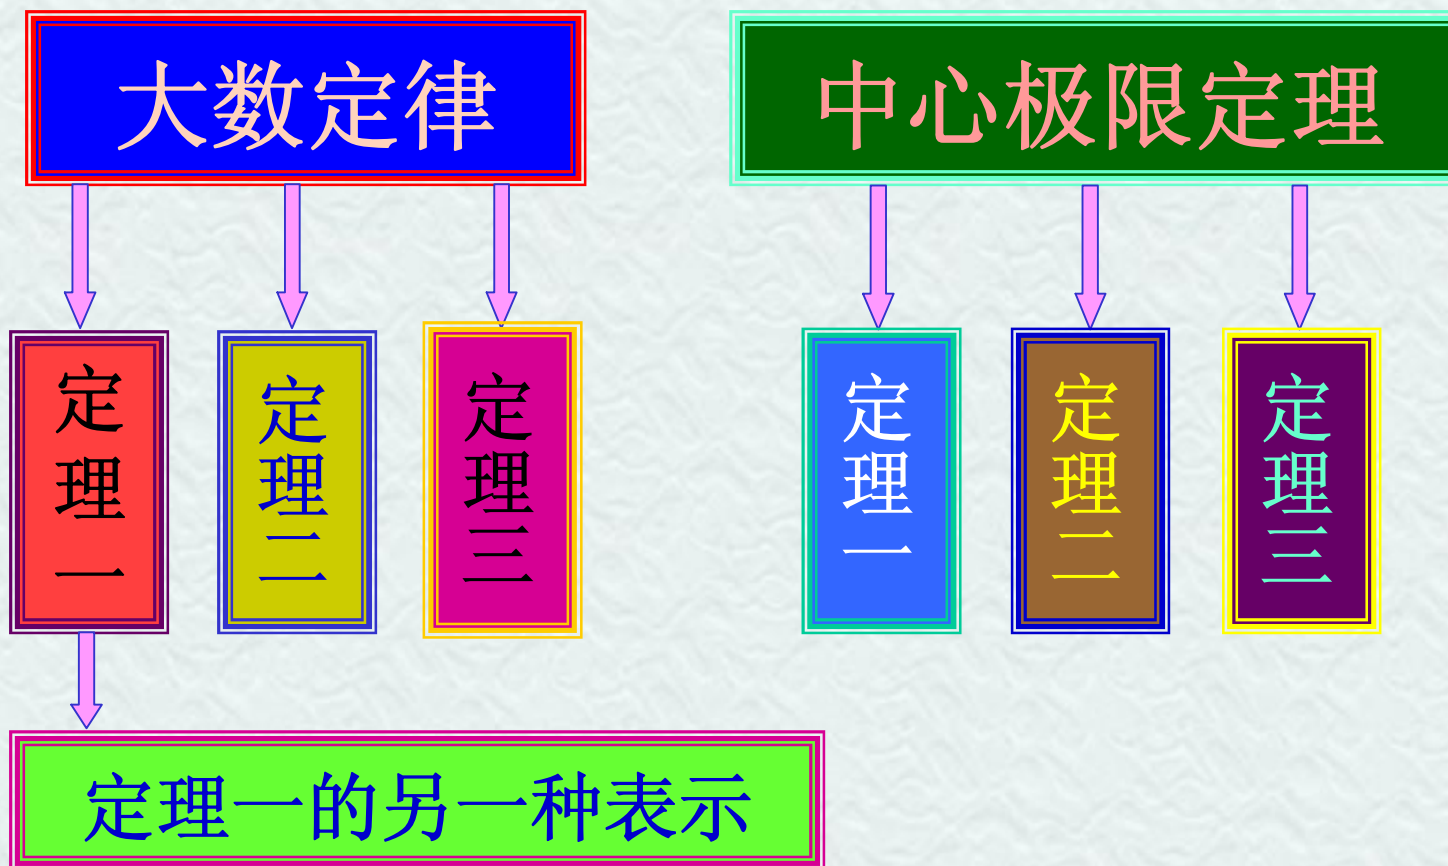 大数定律
中心极限定理
定理一
定理二
定理三
定理一
定理二
定理三
定理一的另一种表示